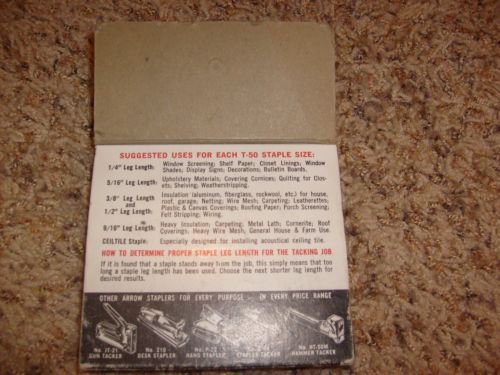 SUGGESTED USES FOR EACH T-50 STAPLE SIZE:
1/4" Leg Length: Window Screening; Shelf Paper; Closet Linings; Window
Shades; Display Signs; Decorations; Bulletin Boards.
5/16" Leg Length: Upholstery Materials; Covering Cornices; Quilting for Clos-
ets; Shelving; Weatherstripping.
3/8" Leg Length and 1/2" Leg Length: Insulation (aluminum, fiberglass, rockwool, etc.) for house,
roof, garage; Netting; Wire Mesh; Carpeting; Leatherettes;
Plastic & Canvas Coverings; Roofing Paper; Porch Screening;
Felt Stripping; Wiring.
9/16" Leg Length: Heavy Insulation; Carpeting; Metal Lath; Cornerite; Roof
Coverings; Heavy Wire Mesh, General House & Farm Use.
CEILTILE Staple: Especially designed for installing acoustical ceiling tile.
HOW TO DETERMINE PROPER STAPLE LEG LENGTH FOR THE TACKING JOB
If it is found that a staple stands away from the job, this simply means that too
long a staple leg length has been used. Choose the next shorter leg length for
desired results.
OTHER ARROW STAPLERS FOR EVERY PURPOSE – IN EVERY PRICE RANGE
No. JT-21
GUN TACKER
No. 210
DESK STAPLER
HAND STAPLER
STAPLER TACKER
No. HT-50M
HAMMER TACKER